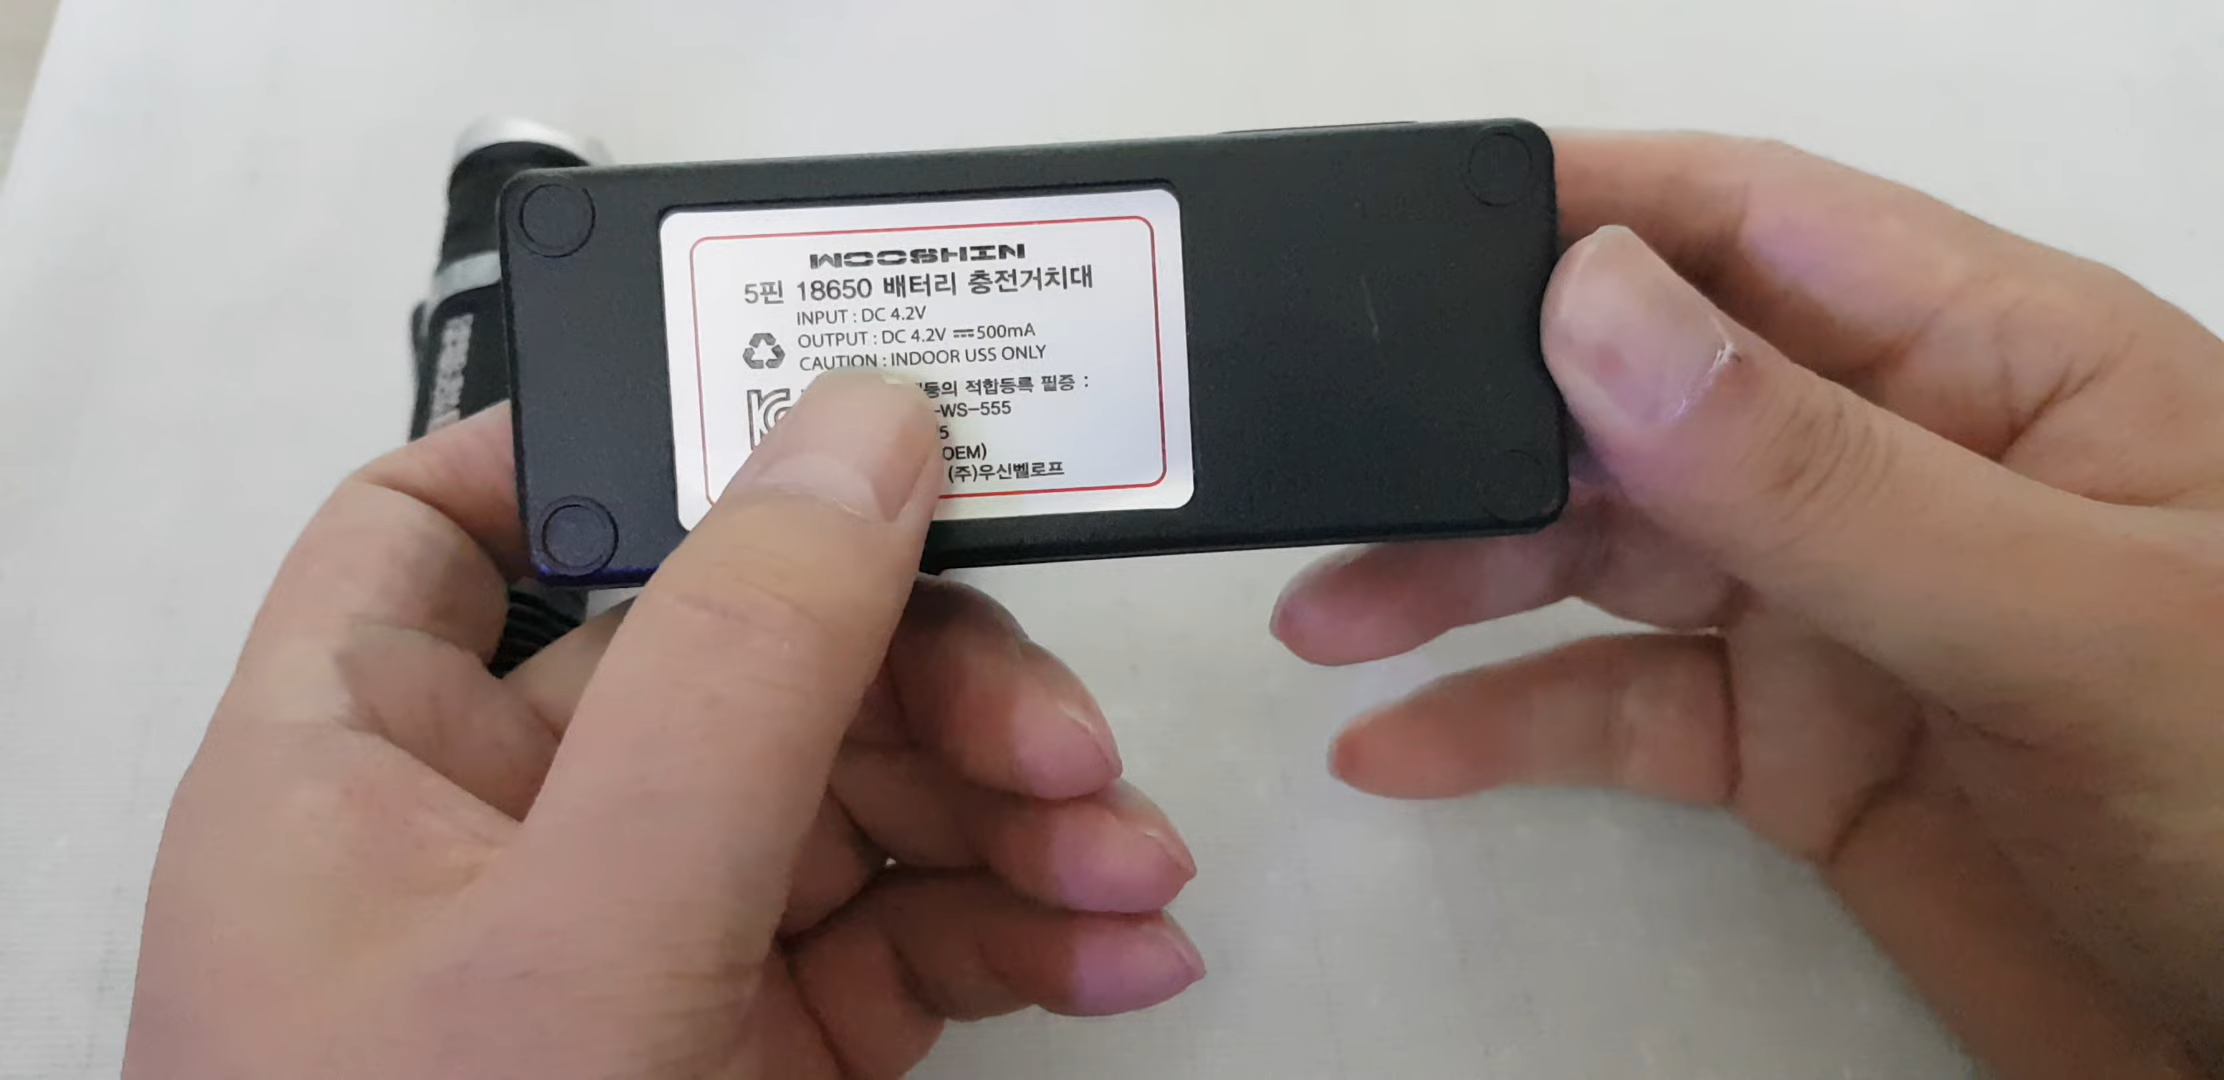 WOOSHIN
5핀 18650 배터리 충전거치대
INPUT : DC 4.2V
OUTPUT : DC 4.2V ⎓500mA
CAUTION : INDOOR USS ONLY
적합등록 필증 :
-WS-555
5
OEM)
(주)우신벨로프